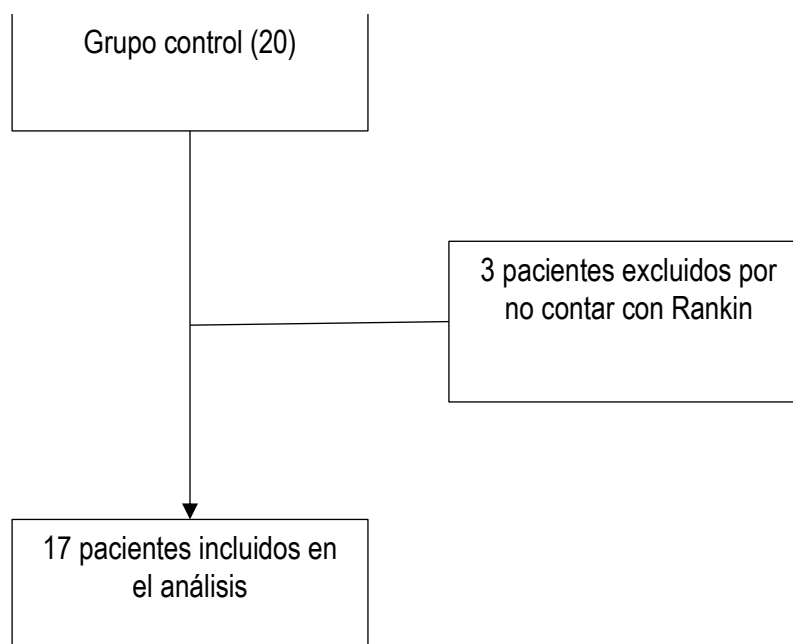 Grupo control (20)
3 pacientes excluidos por
no contar con Rankin
17 pacientes incluidos en
el análisis